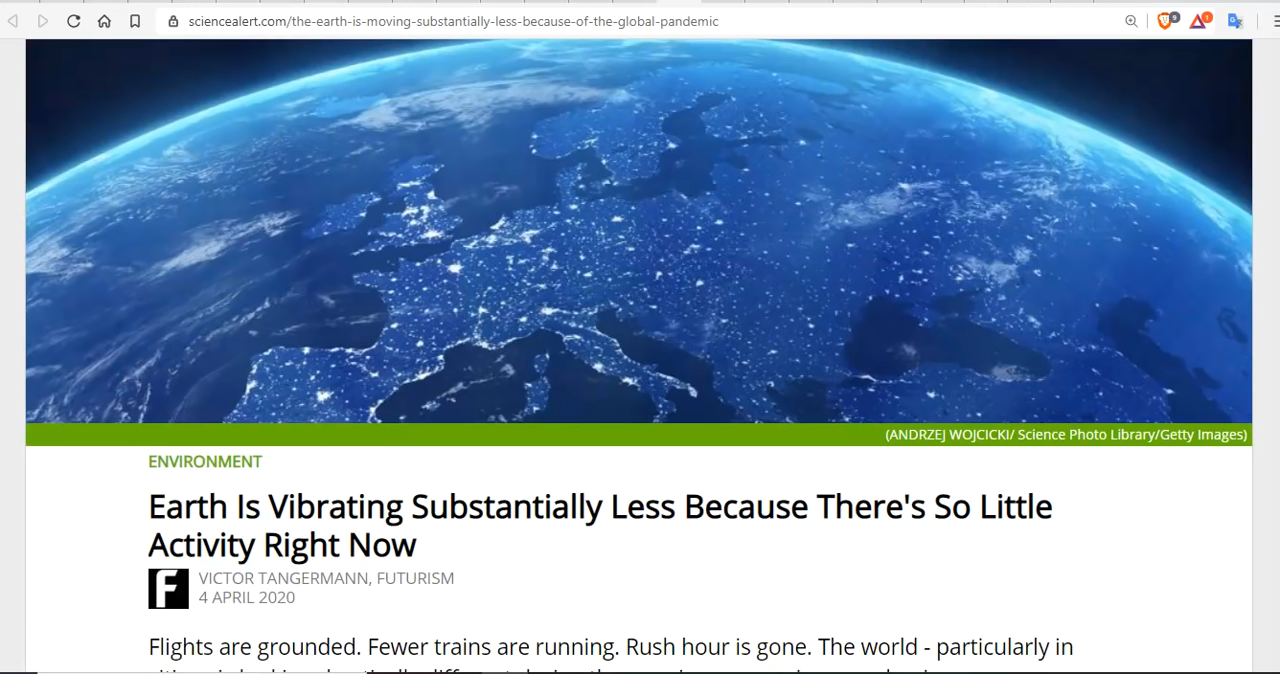 sciencealert.com/the-earth-is-moving-substantially-less-because-of-the-global-pandemic
9
1
(ANDRZEJ WOJCICKI/ Science Photo Library/Getty Images)
ENVIRONMENT
Earth Is Vibrating Substantially Less Because There's So Little
Activity Right Now
F
VICTOR TANGERMANN, FUTURISM
4 APRIL 2020
Flights are grounded. Fewer trains are running. Rush hour is gone. The world - particularly in